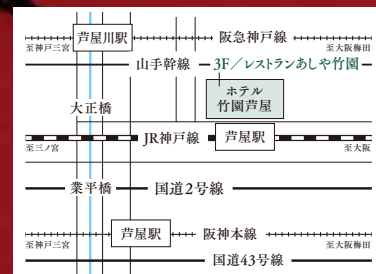 芦屋川駅
阪急神戸線
至神戸三宮
至大阪梅田
山手幹線
3F／レストランあしや竹園
ホテル
竹園芦屋
大正橋
JR神戸線
芦屋駅
至三ノ宮
至大阪
業平橋
国道2号線
芦屋駅
阪神本線
至神戸三宮
至大阪梅田
国道43号線